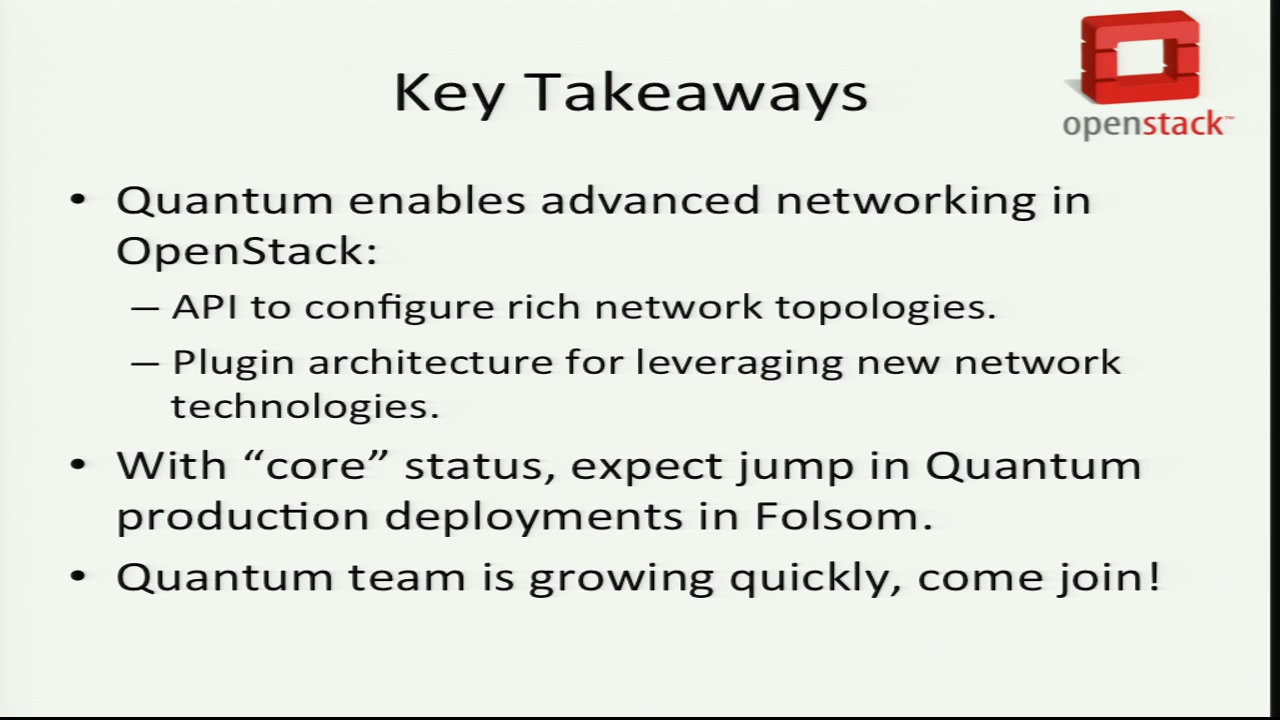 Key Takeaways
openstack™
• Quantum enables advanced networking in
OpenStack:
– API to configure rich network topologies.
– Plugin architecture for leveraging new network
technologies.
• With “core” status, expect jump in Quantum
production deployments in Folsom.
• Quantum team is growing quickly, come join!